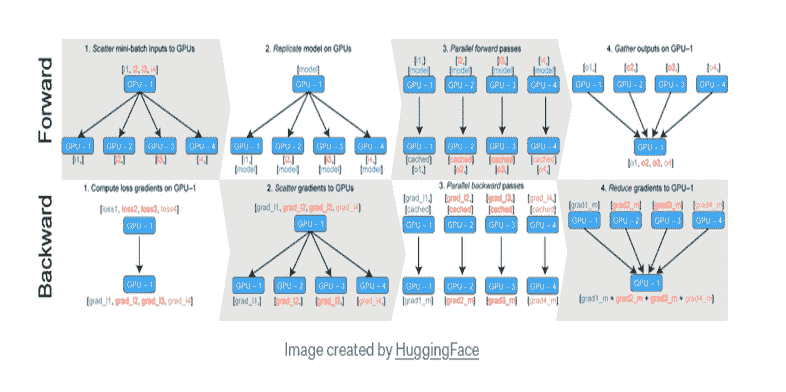 Forward
1. Scatter mini-batch inputs to GPUs
[i1, i2, i3, i4]
GPU – 1
GPU – 1 GPU – 2 GPU – 3 GPU – 4
[i1,] [i2,] [i3,] [i4,]
2. Replicate model on GPUs
[model]
GPU – 1
GPU – 1 GPU – 2 GPU – 3 GPU – 4
[i1,] [i2,] [i3,] [i4,]
[model] [model] [model] [model]
3. Parallel forward passes
[i1,] [i2,] [i3,] [i4,]
[model] [model] [model] [model]
GPU – 1 GPU – 2 GPU – 3 GPU – 4
GPU – 1 GPU – 2 GPU – 3 GPU – 4
[cached] [cached] [cached] [cached]
[o1,] o2,] o3,] o4,]
4. Gather outputs on GPU–1
[o1,] [o2,] [o3,] [o4,]
GPU – 1 GPU – 2 GPU – 3 GPU – 4
[o1, o2, o3, o4]
Backward
1. Compute loss gradients on GPU–1
[loss1, loss2, loss3, loss4]
GPU – 1
GPU – 1
[grad_l1, grad_l2, grad_l3, grad_l4]
2. Scatter gradients to GPUs
[grad_l1, grad_l2, grad_l3, grad_l4]
GPU – 1
GPU – 1 GPU – 2 GPU – 3 GPU – 4
[grad_l1,] [grad_l2,] [grad_l3,] [grad_l4,]
3. Parallel backward passes
[grad_l1,] [grad_l2,] [grad_l3,] [grad_l4,]
[cached] [cached] [cached] [cached]
GPU – 1 GPU – 2 GPU – 3 GPU – 4
GPU – 1 GPU – 2 GPU – 3 GPU – 4
[grad1_m] [grad2_m] [grad3_m] [grad4_m]
4. Reduce gradients to GPU–1
[grad1_m] [grad2_m] [grad3_m] [grad4_m]
GPU – 1 GPU – 2 GPU – 3 GPU – 4
GPU – 1
[grad1_m + grad2_m + grad3_m + grad4_m]
Image created by HuggingFace